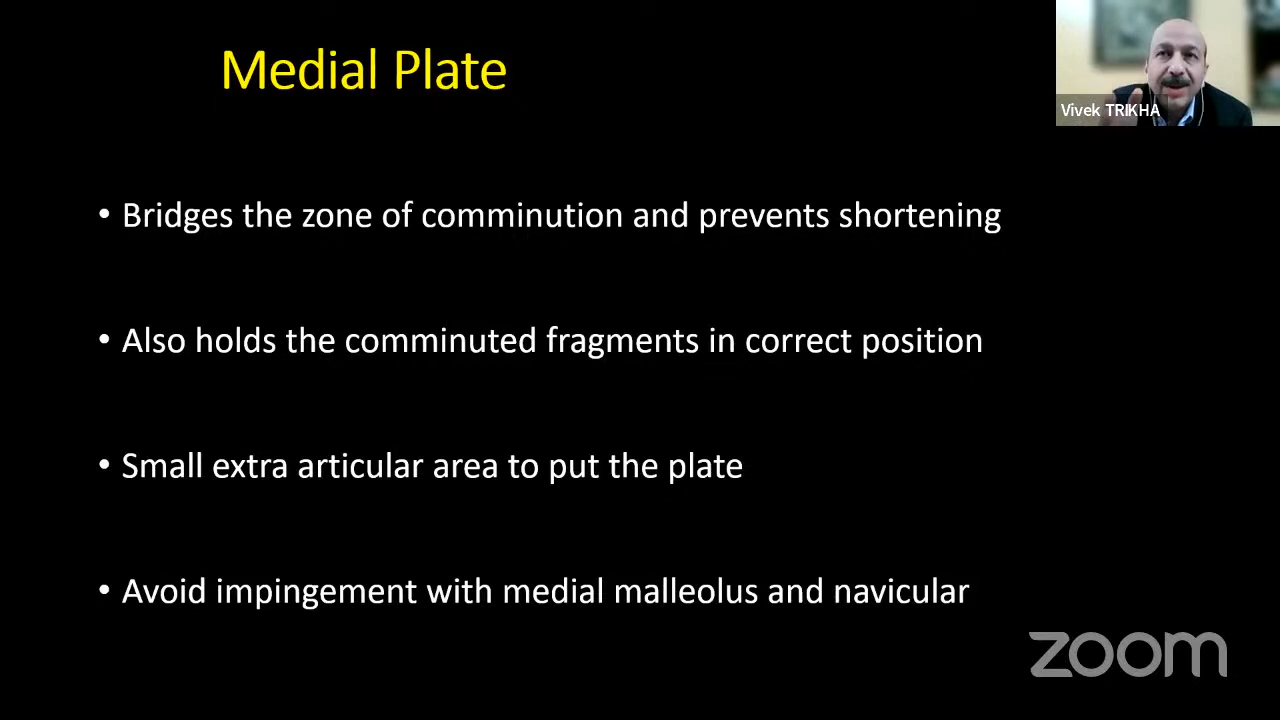 Medial Plate
Vivek TRIKHA
• Bridges the zone of comminution and prevents shortening
• Also holds the comminuted fragments in correct position
• Small extra articular area to put the plate
• Avoid impingement with medial malleolus and navicular
zoom